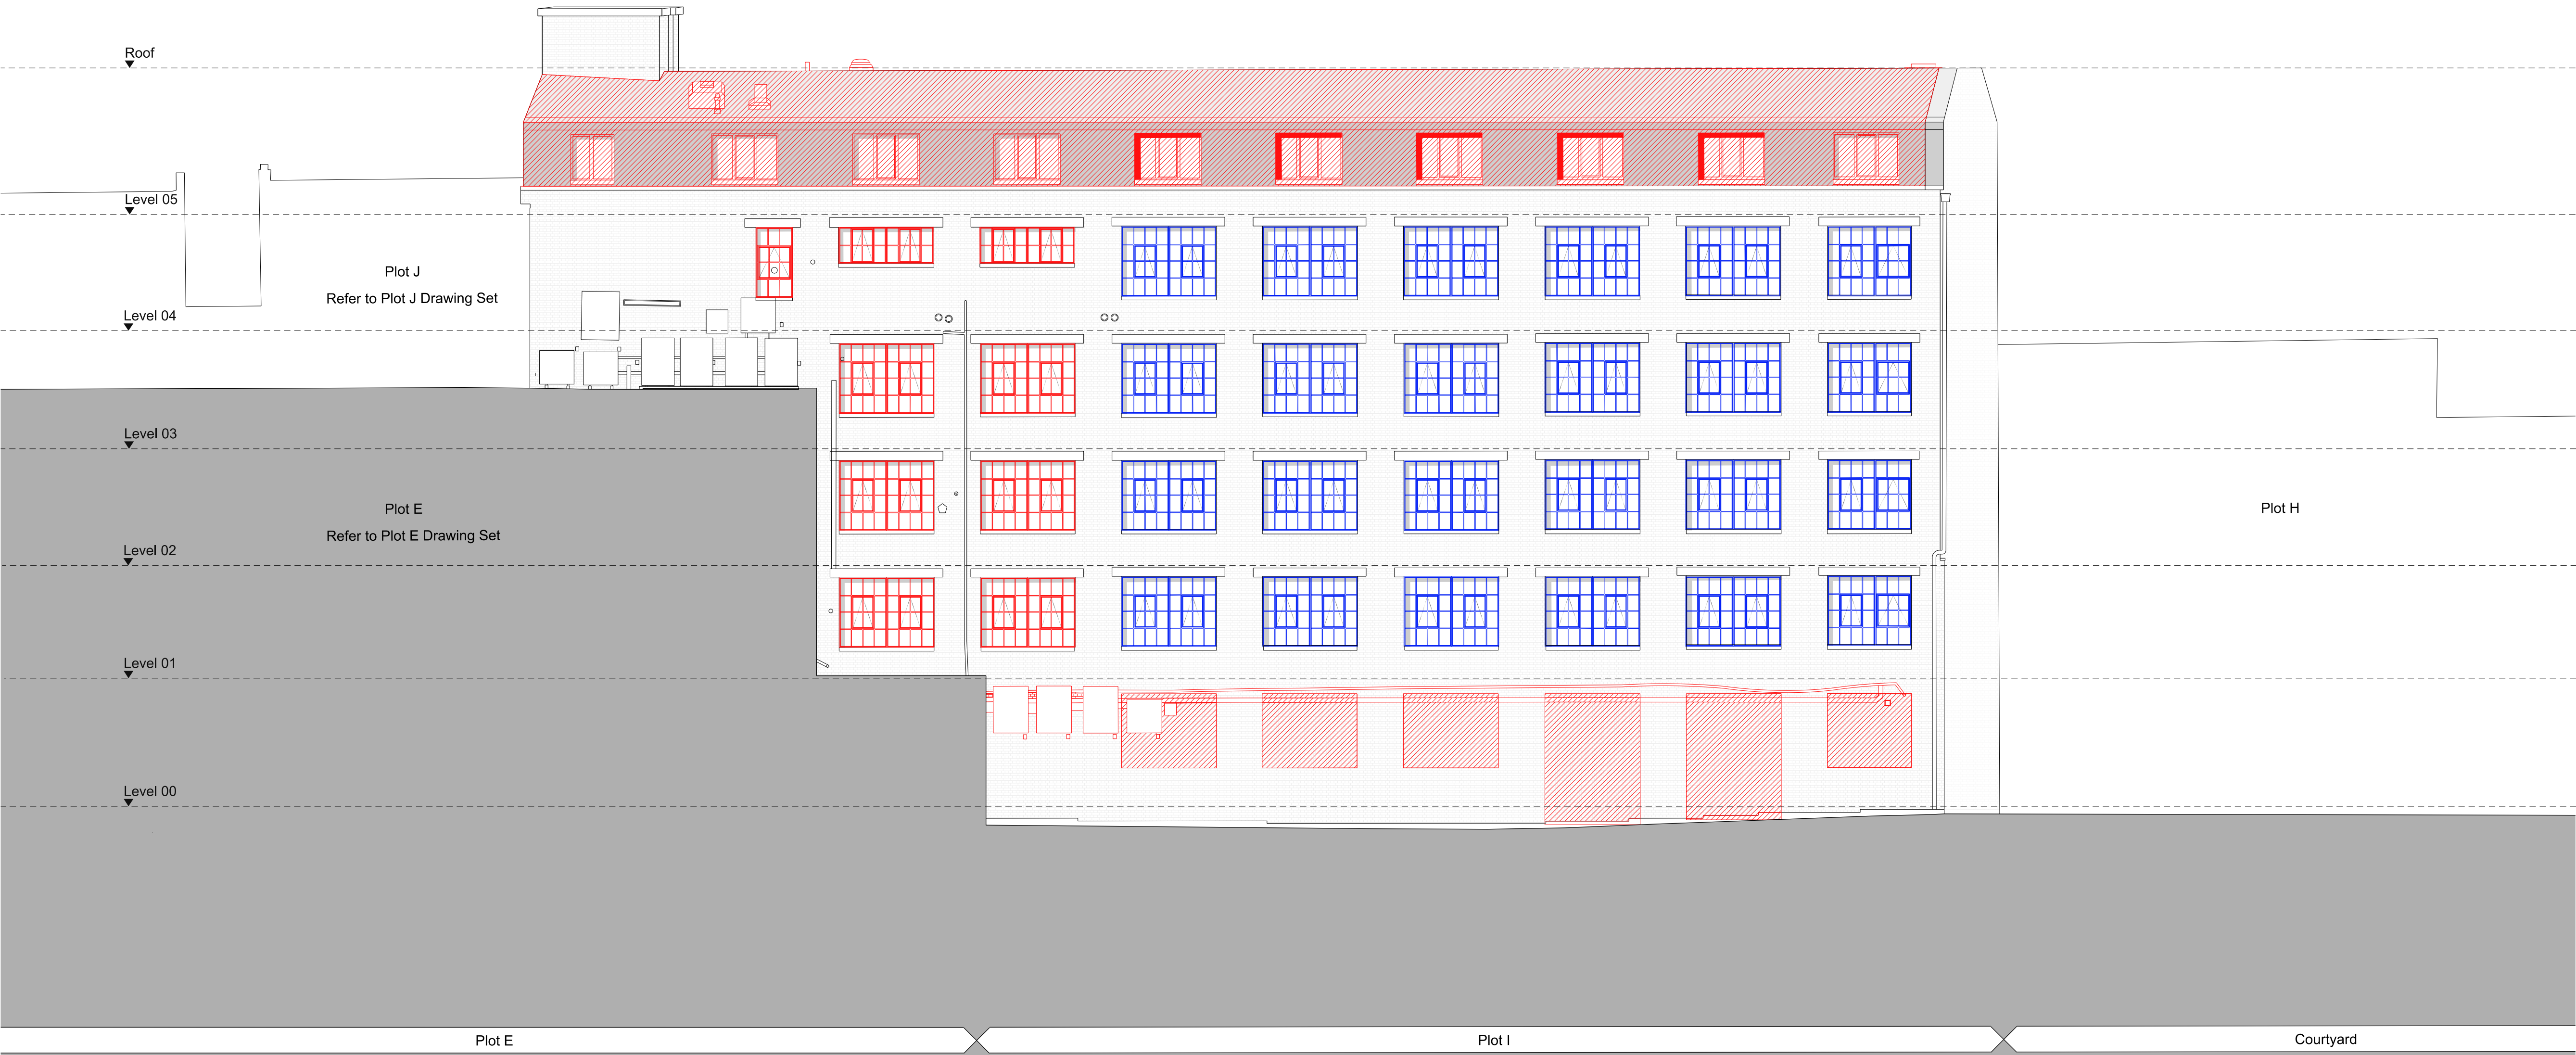 Roof
Level 05
Plot J
Refer to Plot J Drawing Set
Level 04
Level 03
Plot E
Refer to Plot E Drawing Set
Plot H
Level 02
Level 01
Level 00
Plot E
Plot I
Courtyard